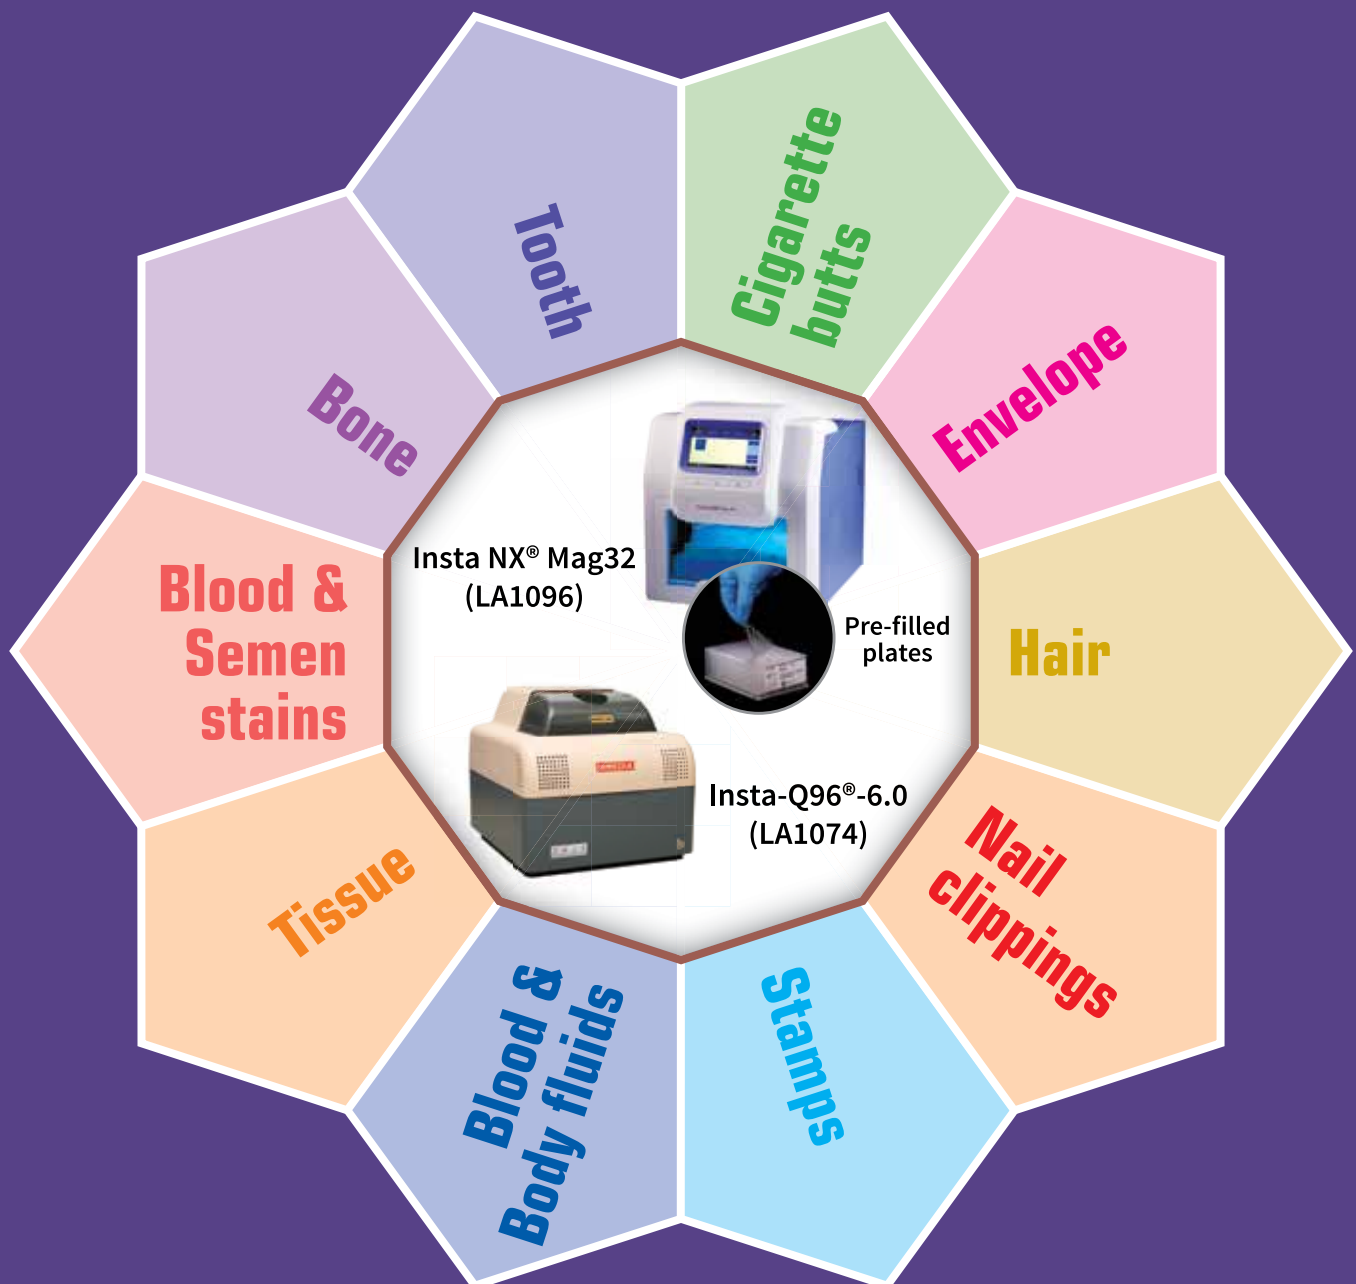 Tooth
Cigarette
butts
Envelope
Hair
Nail
clippings
Stamps
Blood &
Body fluids
Tissue
Blood &
Semen
stains
Bone
Insta NX® Mag32
(LA1096)
Pre-filled
plates
Insta-Q96®-6.0
(LA1074)